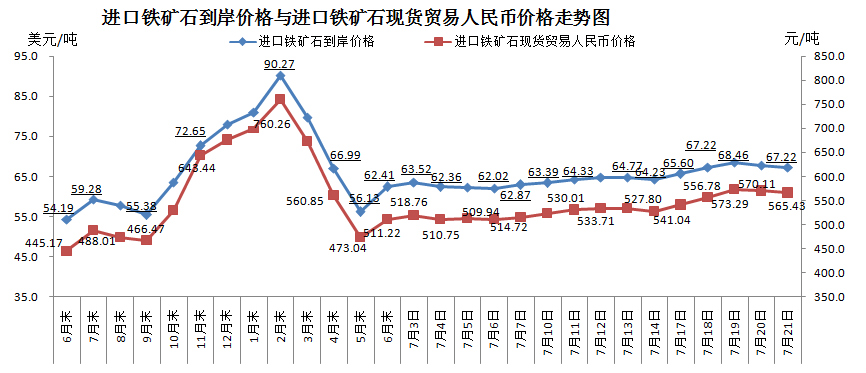 进口铁矿石到岸价格与进口铁矿石现货贸易人民币价格走势图
美元/吨
元/吨
进口铁矿石到岸价格
进口铁矿石现货贸易人民币价格
95.0
85.0
75.0
65.0
55.0
45.0
35.0
850.0
800.0
750.0
700.0
650.0
600.0
550.0
500.0
450.0
400.0
350.0
54.19
59.28
55.38
72.65
90.27
66.99
56.13
62.41
63.52
62.36
62.02
62.87
63.39
64.33
64.77
64.23
65.60
67.22
68.46
67.22
445.17
488.01
466.47
643.44
760.26
560.85
473.04
511.22
518.76
510.75
509.94
514.72
530.01
533.71
527.80
541.04
556.78
573.29
570.11
565.43
6月末
7月末
8月末
9月末
10月末
11月末
12月末
1月末
2月末
3月末
4月末
5月末
6月末
7月3日
7月4日
7月5日
7月6日
7月7日
7月10日
7月11日
7月12日
7月13日
7月14日
7月17日
7月18日
7月19日
7月20日
7月21日